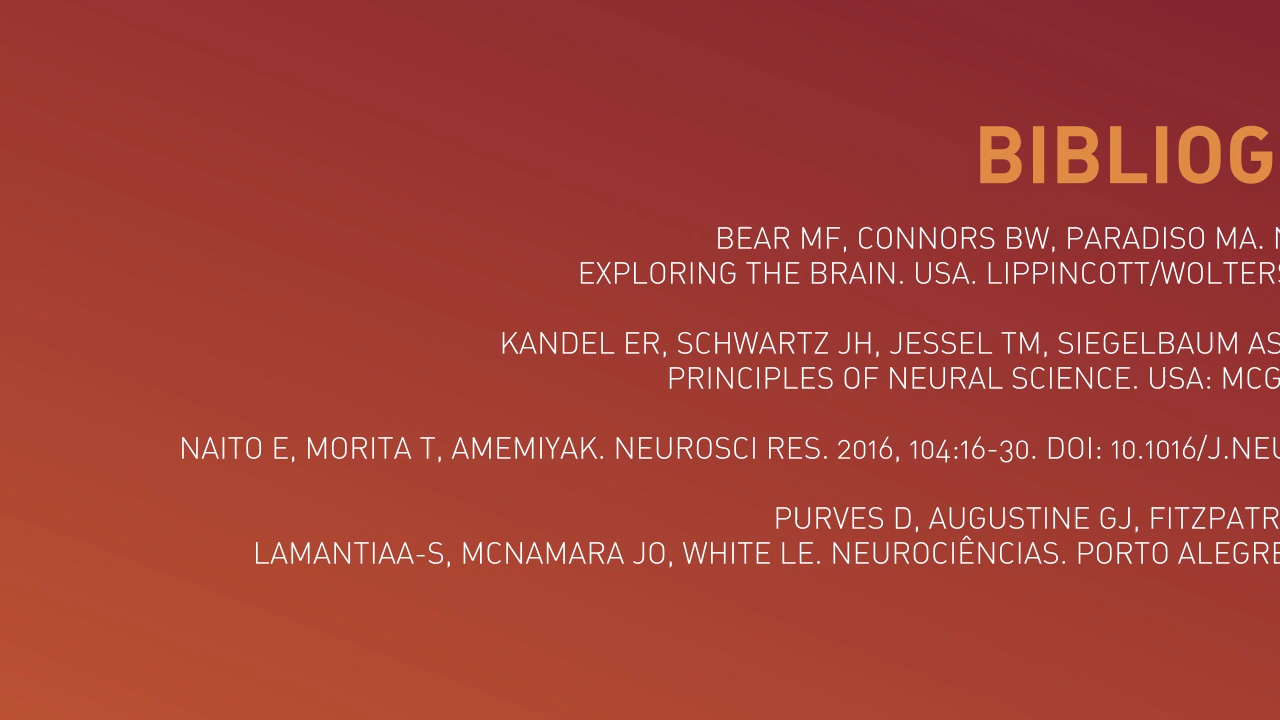 BIBLIOG
BEAR MF, CONNORS BW, PARADISO MA.
EXPLORING THE BRAIN. USA. LIPPINCOTT/WOLTERS
KANDEL ER, SCHWARTZ JH, JESSEL TM, SIEGELBAUM AS
PRINCIPLES OF NEURAL SCIENCE. USA: MCG
NAITO E, MORITA T, AMEMIYAK. NEUROSCI RES. 2016, 104:16-30. DOI: 10.1016/J.NEU
PURVES D, AUGUSTINE GJ, FITZPATR
LAMANTIAA-S, MCNAMARA JO, WHITE LE. NEUROCIÊNCIAS. PORTO ALEGRE